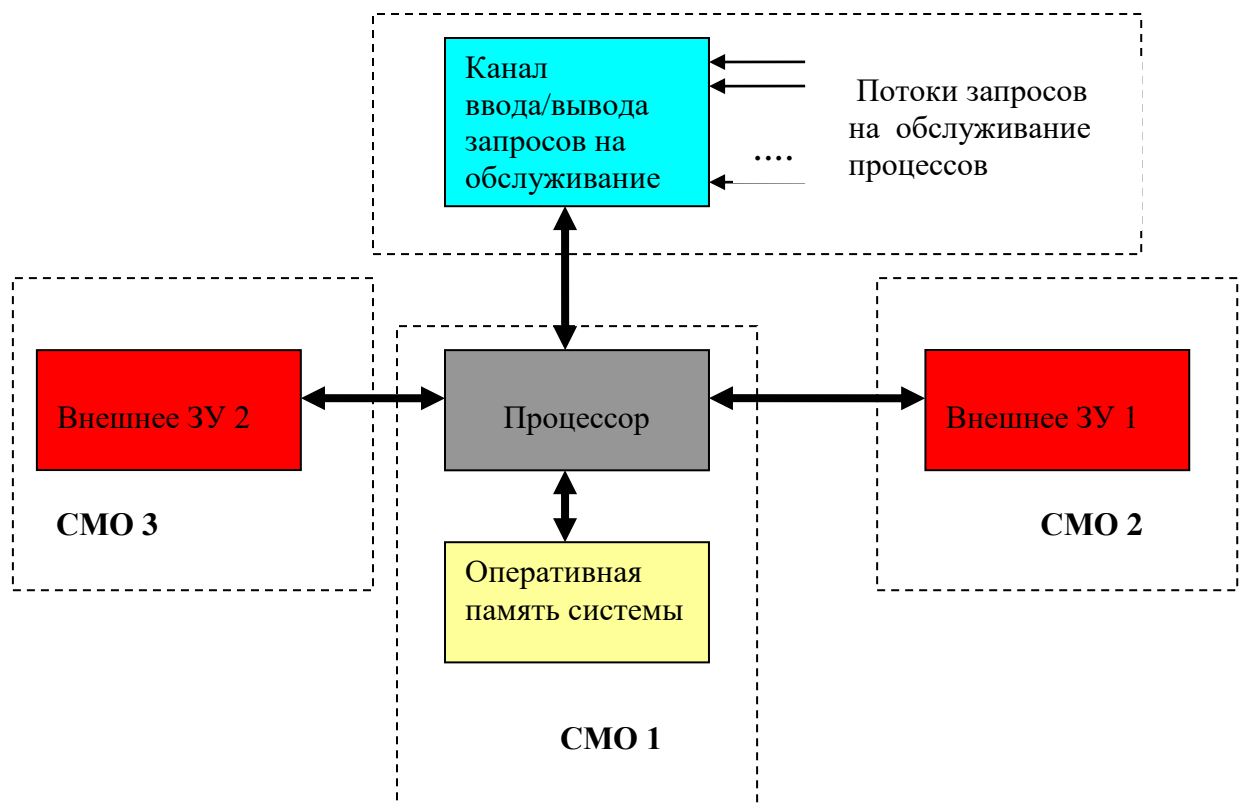 Канал
ввода/вывода
запросов на
обслуживание
Потоки запросов
на обслуживание
процессов
....
Внешнее ЗУ 2
Процессор
Внешнее ЗУ 1
СМО 3
СМО 2
Оперативная
память системы
СМО 1